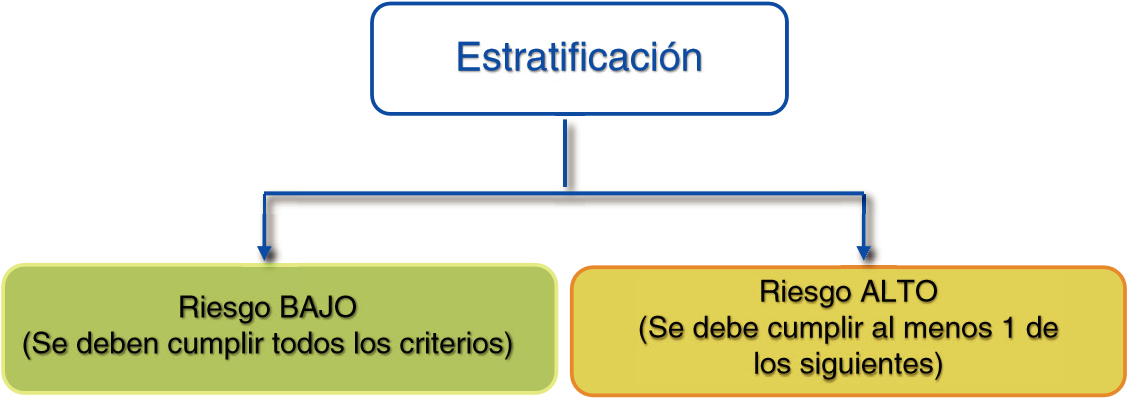 Estratificación
Riesgo BAJO
(Se deben cumplir todos los criterios)
Riesgo ALTO
(Se debe cumplir al menos 1 de
los siguientes)